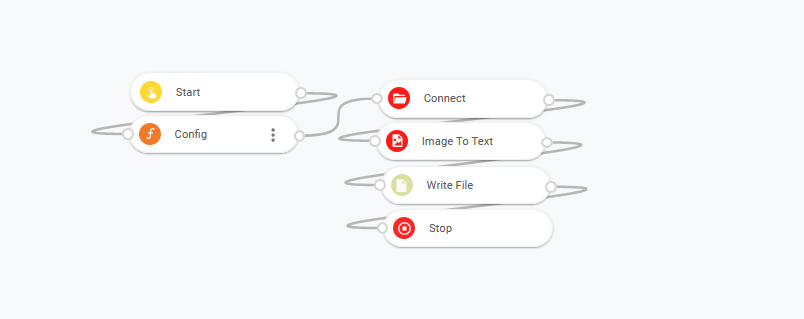 Start
Config
Connect
Image To Text
Write File
Stop